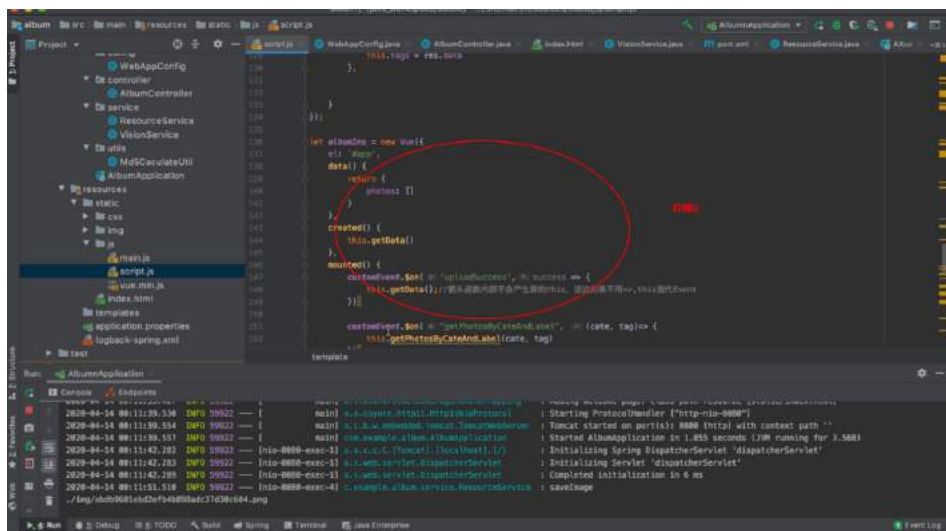 album src main resources static js script.js
AlbumnApplication
Project
script.js WebAppConfig.java AlbumController.java index.html VisionService.java pom.xml ResourceService.java
WebAppConfig
controller
AlbumController
service
ResourceService
VisionService
utils
Md5CaculateUtil
AlbumApplication
resources
static
css
img
js
main.js
script.js
vue.min.js
index.html
templates
application.properties
logback-spring.xml
test
this.tags = res.data
},
}
});
let albumIns = new Vue({
el: '#app',
data() {
return {
photos: []
}
},
created() {
this.getData()
},
mounted() {
customEvent.$on( "uploadSuccess", success => {
this.getData();
})
customEvent.$on( "getPhotosByCateAndLabel", (cate, tag)=> {
this.getPhotosByCateAndLabel(cate, tag)
template
Run: AlbumnApplication
Console Endpoints
2020-04-14 00:11:39.530 INFO 59922 --- [ main] o.s.coyote.http11.Http11NioProtocol : Starting ProtocolHandler ["http-nio-8080"]
2020-04-14 00:11:39.554 INFO 59922 --- [ main] o.s.b.w.embedded.tomcat.TomcatWebServer : Tomcat started on port(s): 8080 (http) with context path ''
2020-04-14 00:11:39.557 INFO 59922 --- [ main] com.example.album.AlbumApplication : Started AlbumApplication in 1.855 seconds (JVM running for 3.508)
2020-04-14 00:11:42.282 INFO 59922 --- [nio-8080-exec-1] o.a.c.c.C.[Tomcat].[localhost].[/] : Initializing Spring DispatcherServlet 'dispatcherServlet'
2020-04-14 00:11:42.283 INFO 59922 --- [nio-8080-exec-1] o.s.web.servlet.DispatcherServlet : Initializing Servlet 'dispatcherServlet'
2020-04-14 00:11:42.289 INFO 59922 --- [nio-8080-exec-1] o.s.web.servlet.DispatcherServlet : Completed initialization in 6 ms
2020-04-14 00:11:51.510 INFO 59922 --- [nio-8080-exec-4] c.example.album.service.ResourceService : saveImage
Run Debug TODO Build Spring Terminal Java Enterprise Event Log